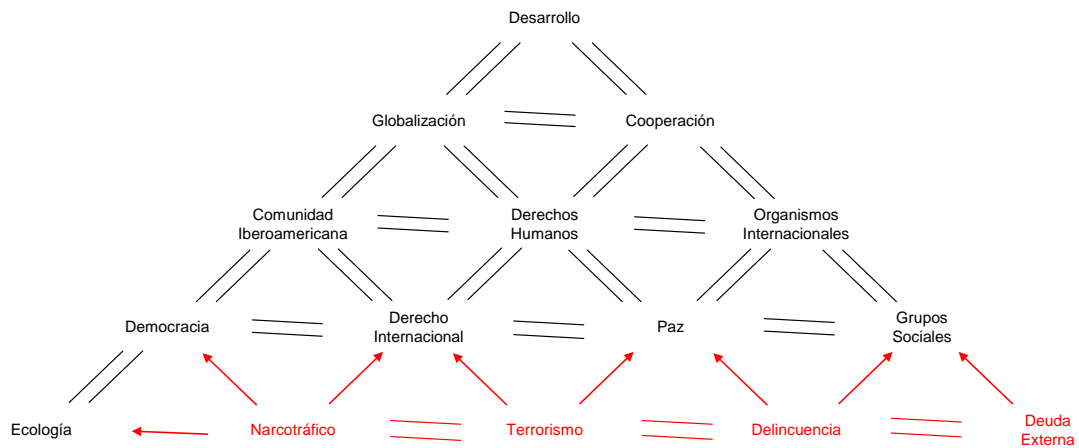 Desarrollo
Globalización
Cooperación
Comunidad
Iberoamericana
Derechos
Humanos
Organismos
Internacionales
Democracia
Derecho
Internacional
Paz
Grupos
Sociales
Ecología
Narcotráfico
Terrorismo
Delincuencia
Deuda
Externa